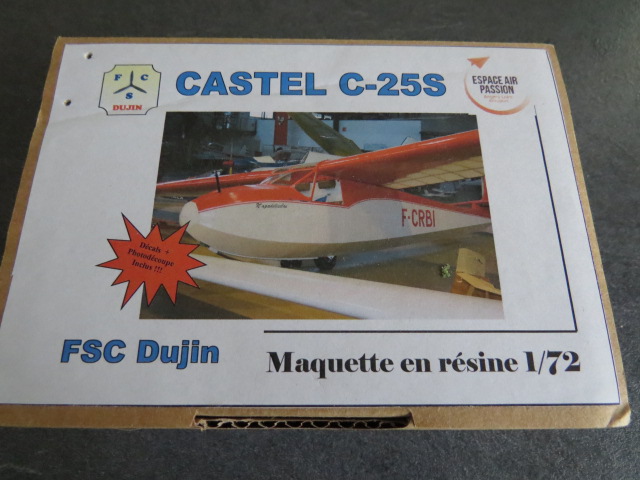 F C
S
DUJIN
CASTEL C-25S
ESPACE AIR
PASSION
F-CRBI
Décals +
Photodécoupe
Inclus !!!
FSC Dujin
Maquette en résine 1/72